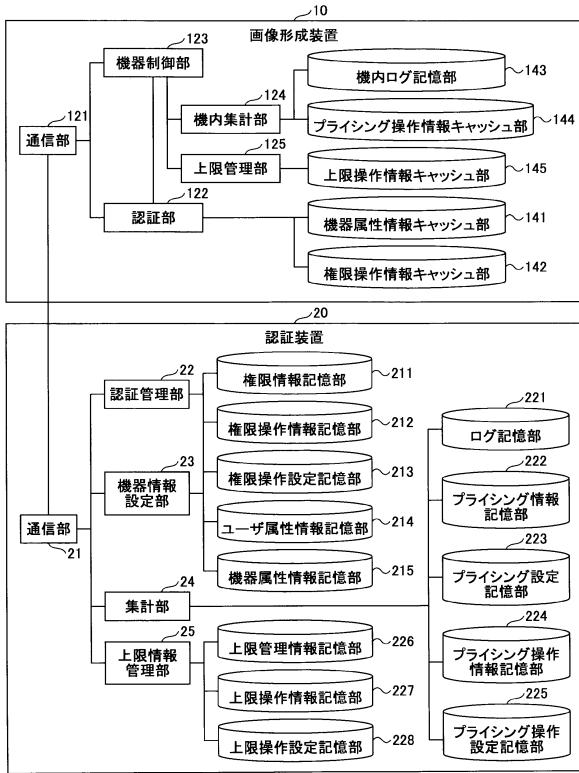 10
画像形成装置
123
機器制御部
121
通信部
124
機内集計部
125
上限管理部
122
認証部
機内ログ記憶部
143
プライシング操作情報キャッシュ部
144
上限操作情報キャッシュ部
145
機器属性情報キャッシュ部
141
権限操作情報キャッシュ部
142
20
認証装置
22
認証管理部
23
機器情報
設定部
通信部
21
24
集計部
25
上限情報
管理部
権限情報記憶部
211
権限操作情報記憶部
212
権限操作設定記憶部
213
ユーザ属性情報記憶部
214
機器属性情報記憶部
215
上限管理情報記憶部
226
上限操作情報記憶部
227
上限操作設定記憶部
228
221
ログ記憶部
222
プライシング情報
記憶部
223
プライシング設定
記憶部
224
プライシング操作
情報記憶部
225
プライシング操作
設定記憶部